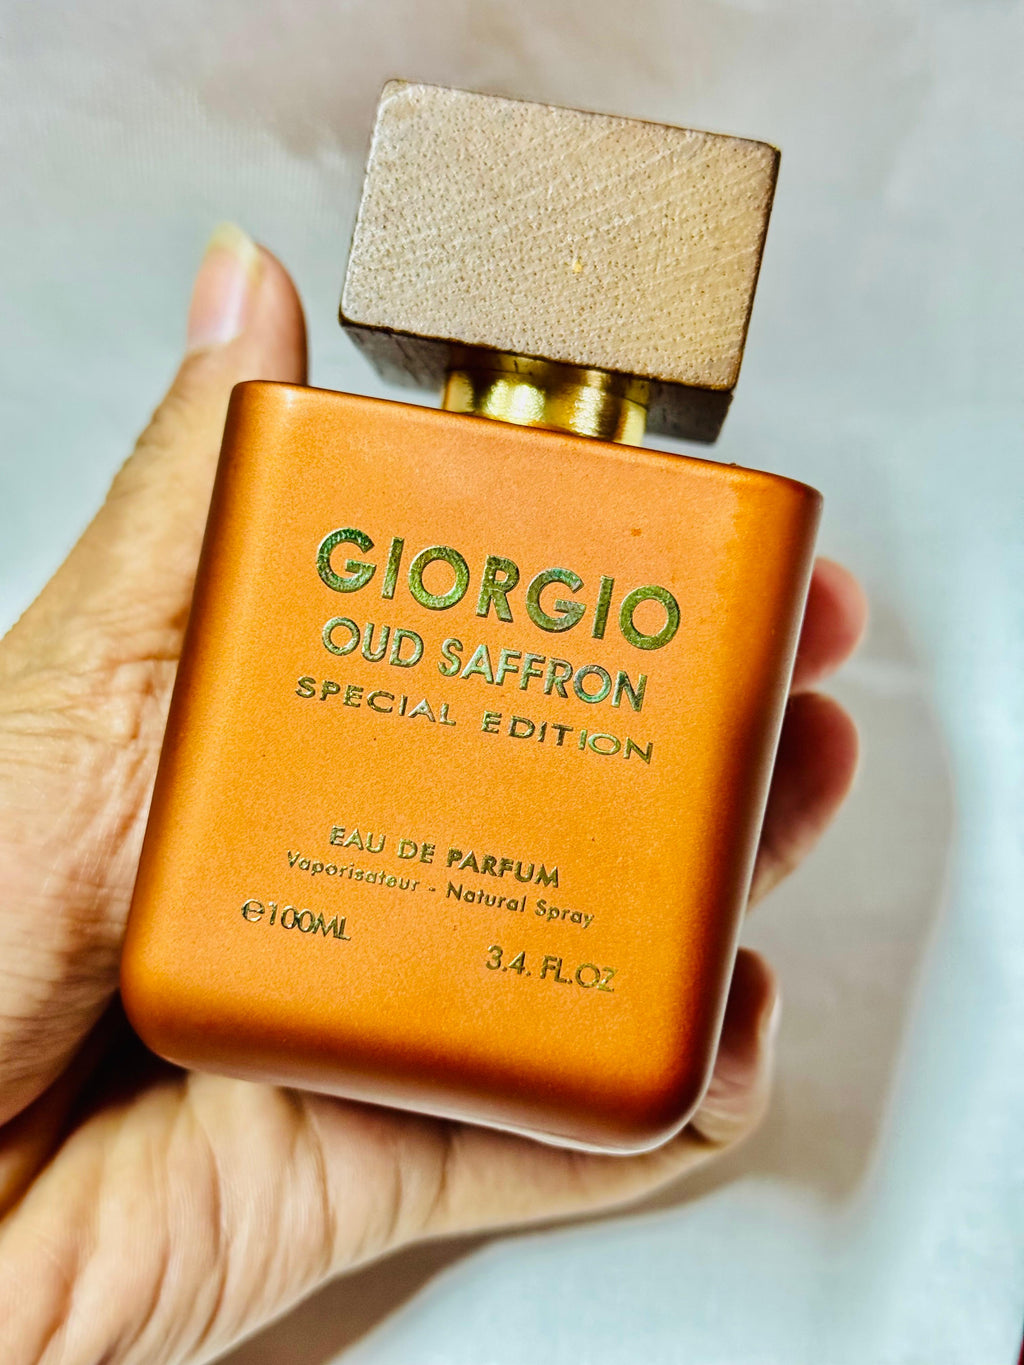 GIORGIO
OUD SAFFRON
SPECIAL EDITION
EAU DE PARFUM
Vaporisateur - Natural Spray
℮100ML
3.4. FL.OZ